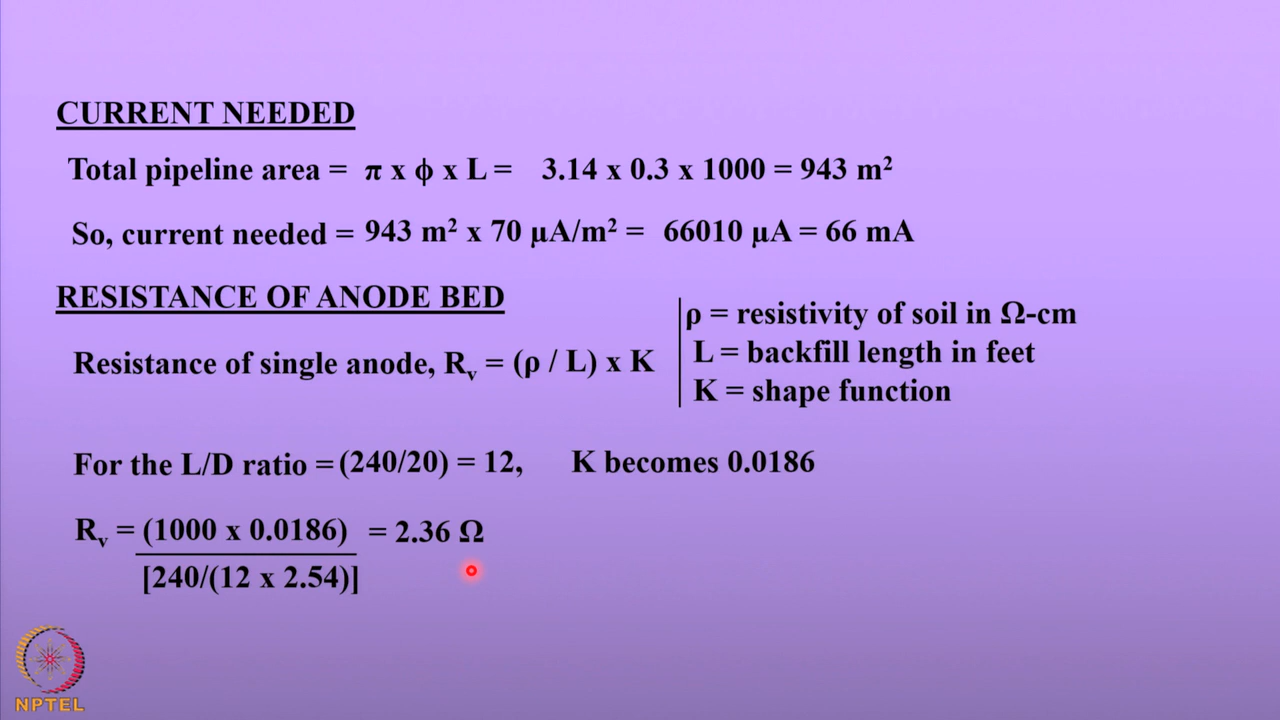 CURRENT NEEDED
Total pipeline area = π x ϕ x L = 3.14 x 0.3 x 1000 = 943 m²
So, current needed = 943 m² x 70 μA/m² = 66010 μA = 66 mA
RESISTANCE OF ANODE BED
Resistance of single anode, Rᵥ = (ρ / L) x K
ρ = resistivity of soil in Ω-cm
L = backfill length in feet
K = shape function
For the L/D ratio = (240/20) = 12, K becomes 0.0186
Rᵥ = (1000 x 0.0186) = 2.36 Ω
[240/(12 x 2.54)]
NPTEL